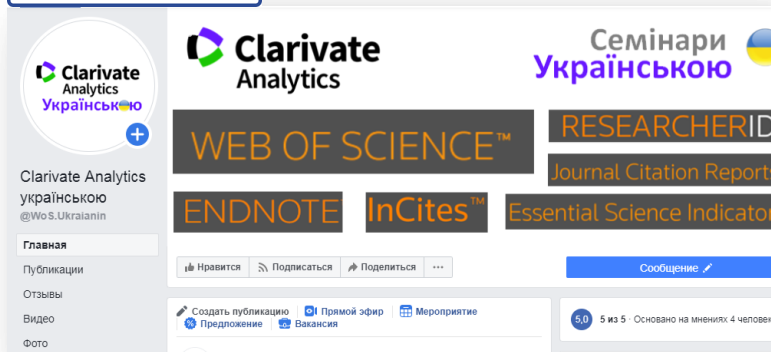 Clarivate
Analytics
Українською
Clarivate Analytics
українською
@WoS.Ukraianin
Главная
Публикации
Отзывы
Видео
Фото
Clarivate
Analytics
Семінари
Українською
WEB OF SCIENCE™
RESEARCHERID
Journal Citation Reports
ENDNOTE
InCites™
Essential Science Indicator
Нравится
Подписаться
Поделиться
...
Сообщение
Создать публикацию
Прямой эфир
Мероприятие
Предложение
Вакансия
5,0
5 из 5 · Основано на мнениях 4 человек